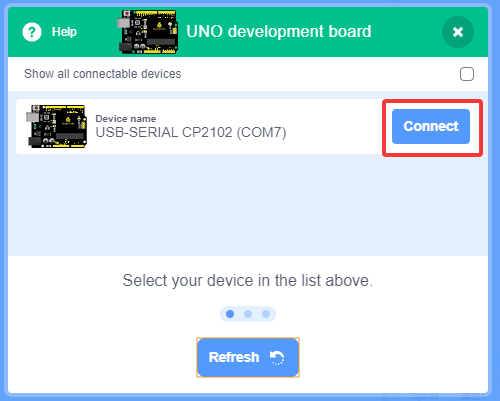 Help
UNO development board
Show all connectable devices
Device name
USB-SERIAL CP2102 (COM7)
Connect
Select your device in the list above.
Refresh